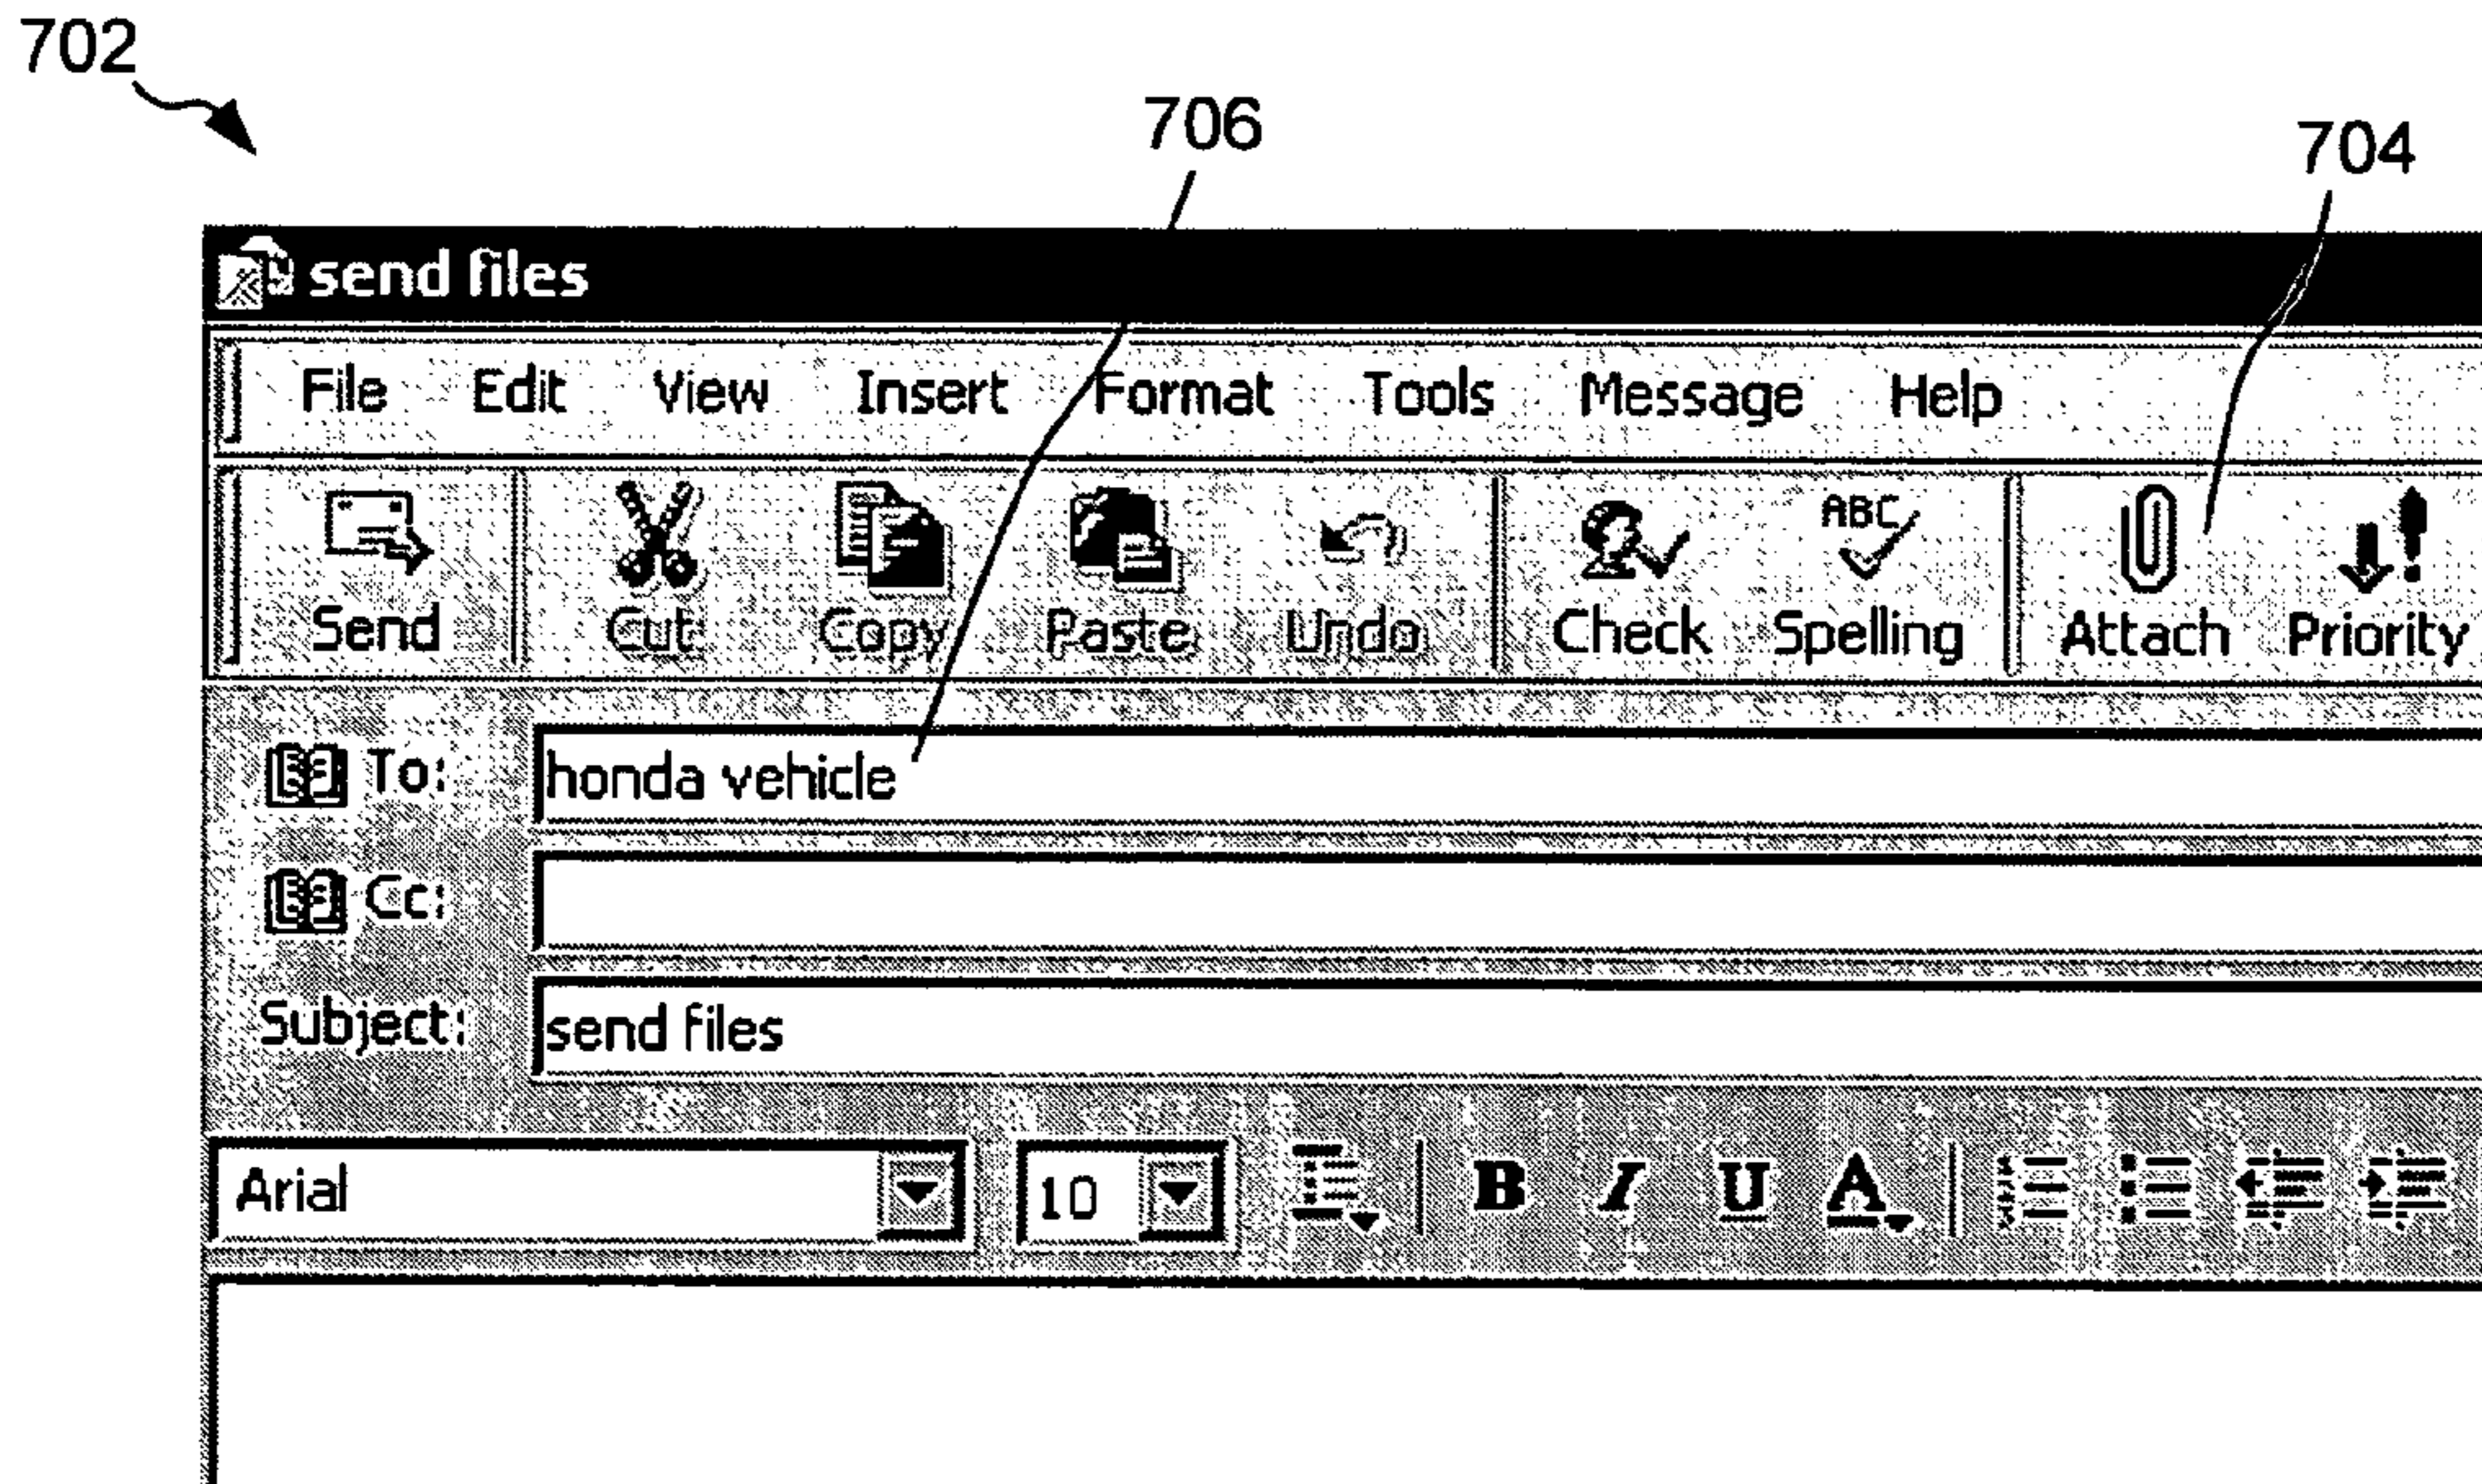 702
706
704
send files
File Edit View Insert Format Tools Message Help
ABC
Send Cut Copy Paste Undo Check Spelling Attach Priority
To: honda vehicle
Cc:
Subject: send files
Arial 10 B I U A